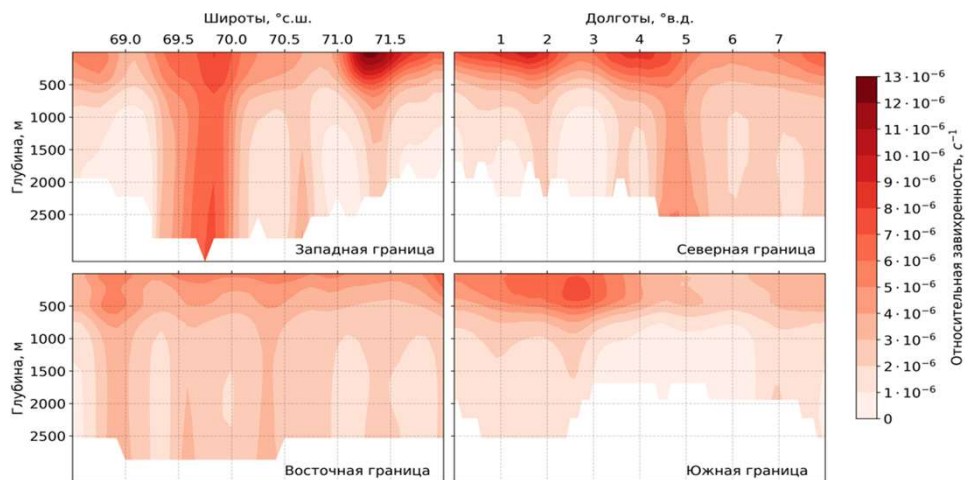 Широты, °с.ш.
Долготы, °в.д.
69.0 69.5 70.0 70.5 71.0 71.5
1 2 3 4 5 6 7
Глубина, м
500
1000
1500
2000
2500
Западная граница
Северная граница
Глубина, м
500
1000
1500
2000
2500
Восточная граница
Южная граница
13·10⁻⁶
12·10⁻⁶
11·10⁻⁶
10·10⁻⁶
9·10⁻⁶
8·10⁻⁶
7·10⁻⁶
6·10⁻⁶
5·10⁻⁶
4·10⁻⁶
3·10⁻⁶
2·10⁻⁶
1·10⁻⁶
0
Относительная завихренность, с⁻¹